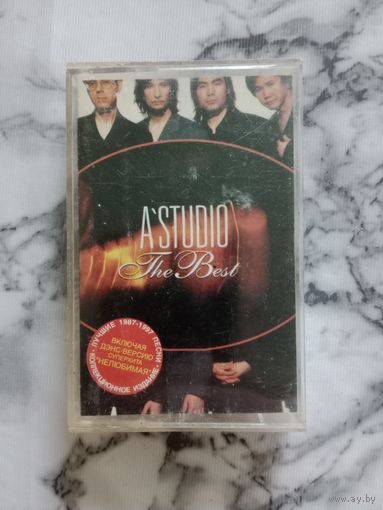 A'STUDIO
The Best
ЛУЧШИЕ 1987-1997 ПЕСНИ
ВКЛЮЧАЯ
ДЭНС-ВЕРСИЮ
СУПЕРХИТА
"НЕЛЮБИМАЯ"
КОЛЛЕКЦИОННОЕ ИЗДАНИЕ
www.ay.by